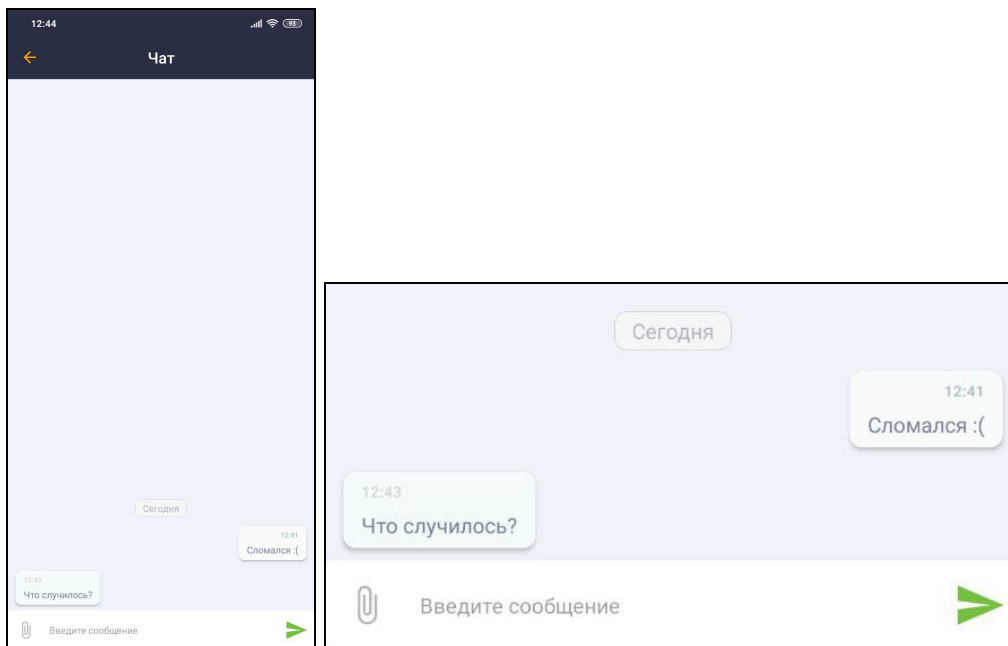 12:44
93
Чат
Сегодня
12:41
Сломался :(
12:43
Что случилось?
Введите сообщение
Сегодня
12:41
Сломался :(
12:43
Что случилось?
Введите сообщение